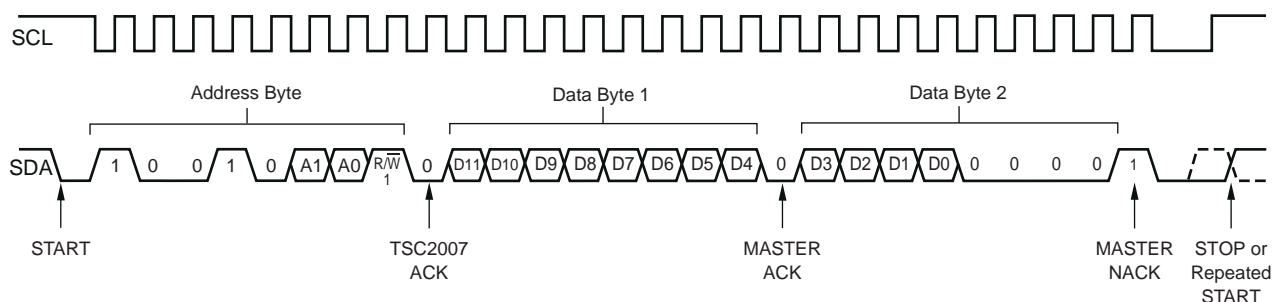 SCL
Address Byte
Data Byte 1
Data Byte 2
SDA
1 0 0 1 0 A1 A0 R/W̅ 1 0 D11 D10 D9 D8 D7 D6 D5 D4 0 D3 D2 D1 D0 0 0 0 0 1
START
TSC2007
ACK
MASTER
ACK
MASTER
NACK
STOP or
Repeated
START